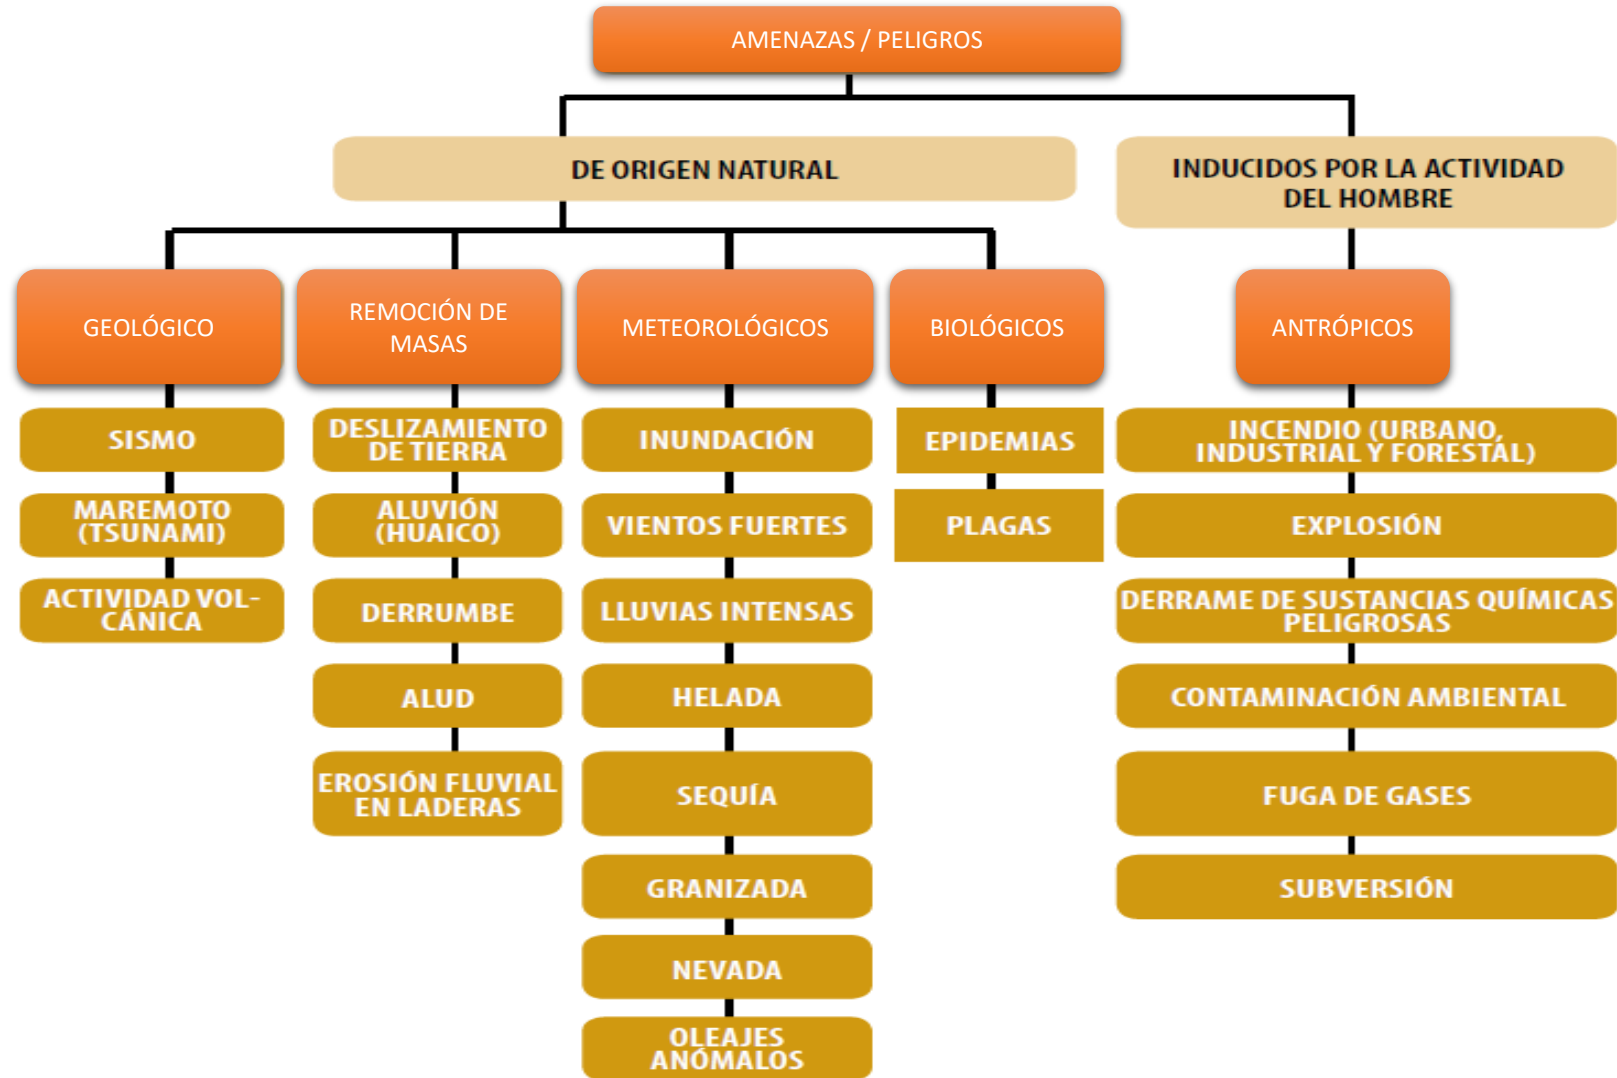 AMENAZAS / PELIGROS
DE ORIGEN NATURAL
INDUCIDOS POR LA ACTIVIDAD
DEL HOMBRE
GEOLÓGICO
REMOCIÓN DE
MASAS
METEOROLÓGICOS
BIOLÓGICOS
ANTRÓPICOS
SISMO
MAREMOTO
(TSUNAMI)
ACTIVIDAD VOL-
CÁNICA
DESLIZAMIENTO
DE TIERRA
ALUVIÓN
(HUAICO)
DERRUMBE
ALUD
EROSIÓN FLUVIAL
EN LADERAS
INUNDACIÓN
VIENTOS FUERTES
LLUVIAS INTENSAS
HELADA
SEQUÍA
GRANIZADA
NEVADA
OLEAJES
ANÓMALOS
EPIDEMIAS
PLAGAS
INCENDIO (URBANO,
INDUSTRIAL Y FORESTAL)
EXPLOSIÓN
DERRAME DE SUSTANCIAS QUÍMICAS
PELIGROSAS
CONTAMINACIÓN AMBIENTAL
FUGA DE GASES
SUBVERSIÓN